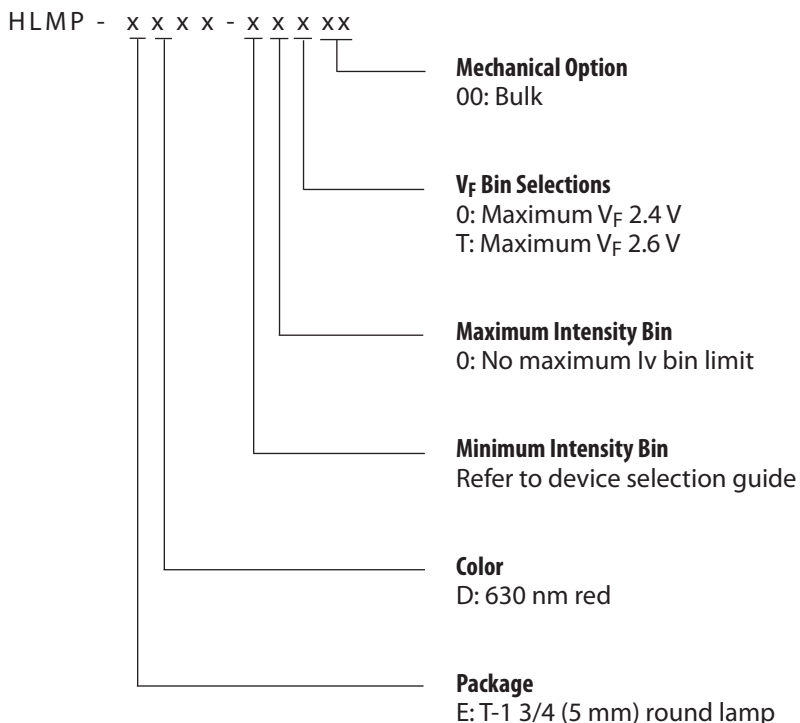 HLMP - x x x x - x x x xx
Mechanical Option
00: Bulk
VF Bin Selections
0: Maximum VF 2.4 V
T: Maximum VF 2.6 V
Maximum Intensity Bin
0: No maximum Iv bin limit
Minimum Intensity Bin
Refer to device selection guide
Color
D: 630 nm red
Package
E: T-1 3/4 (5 mm) round lamp